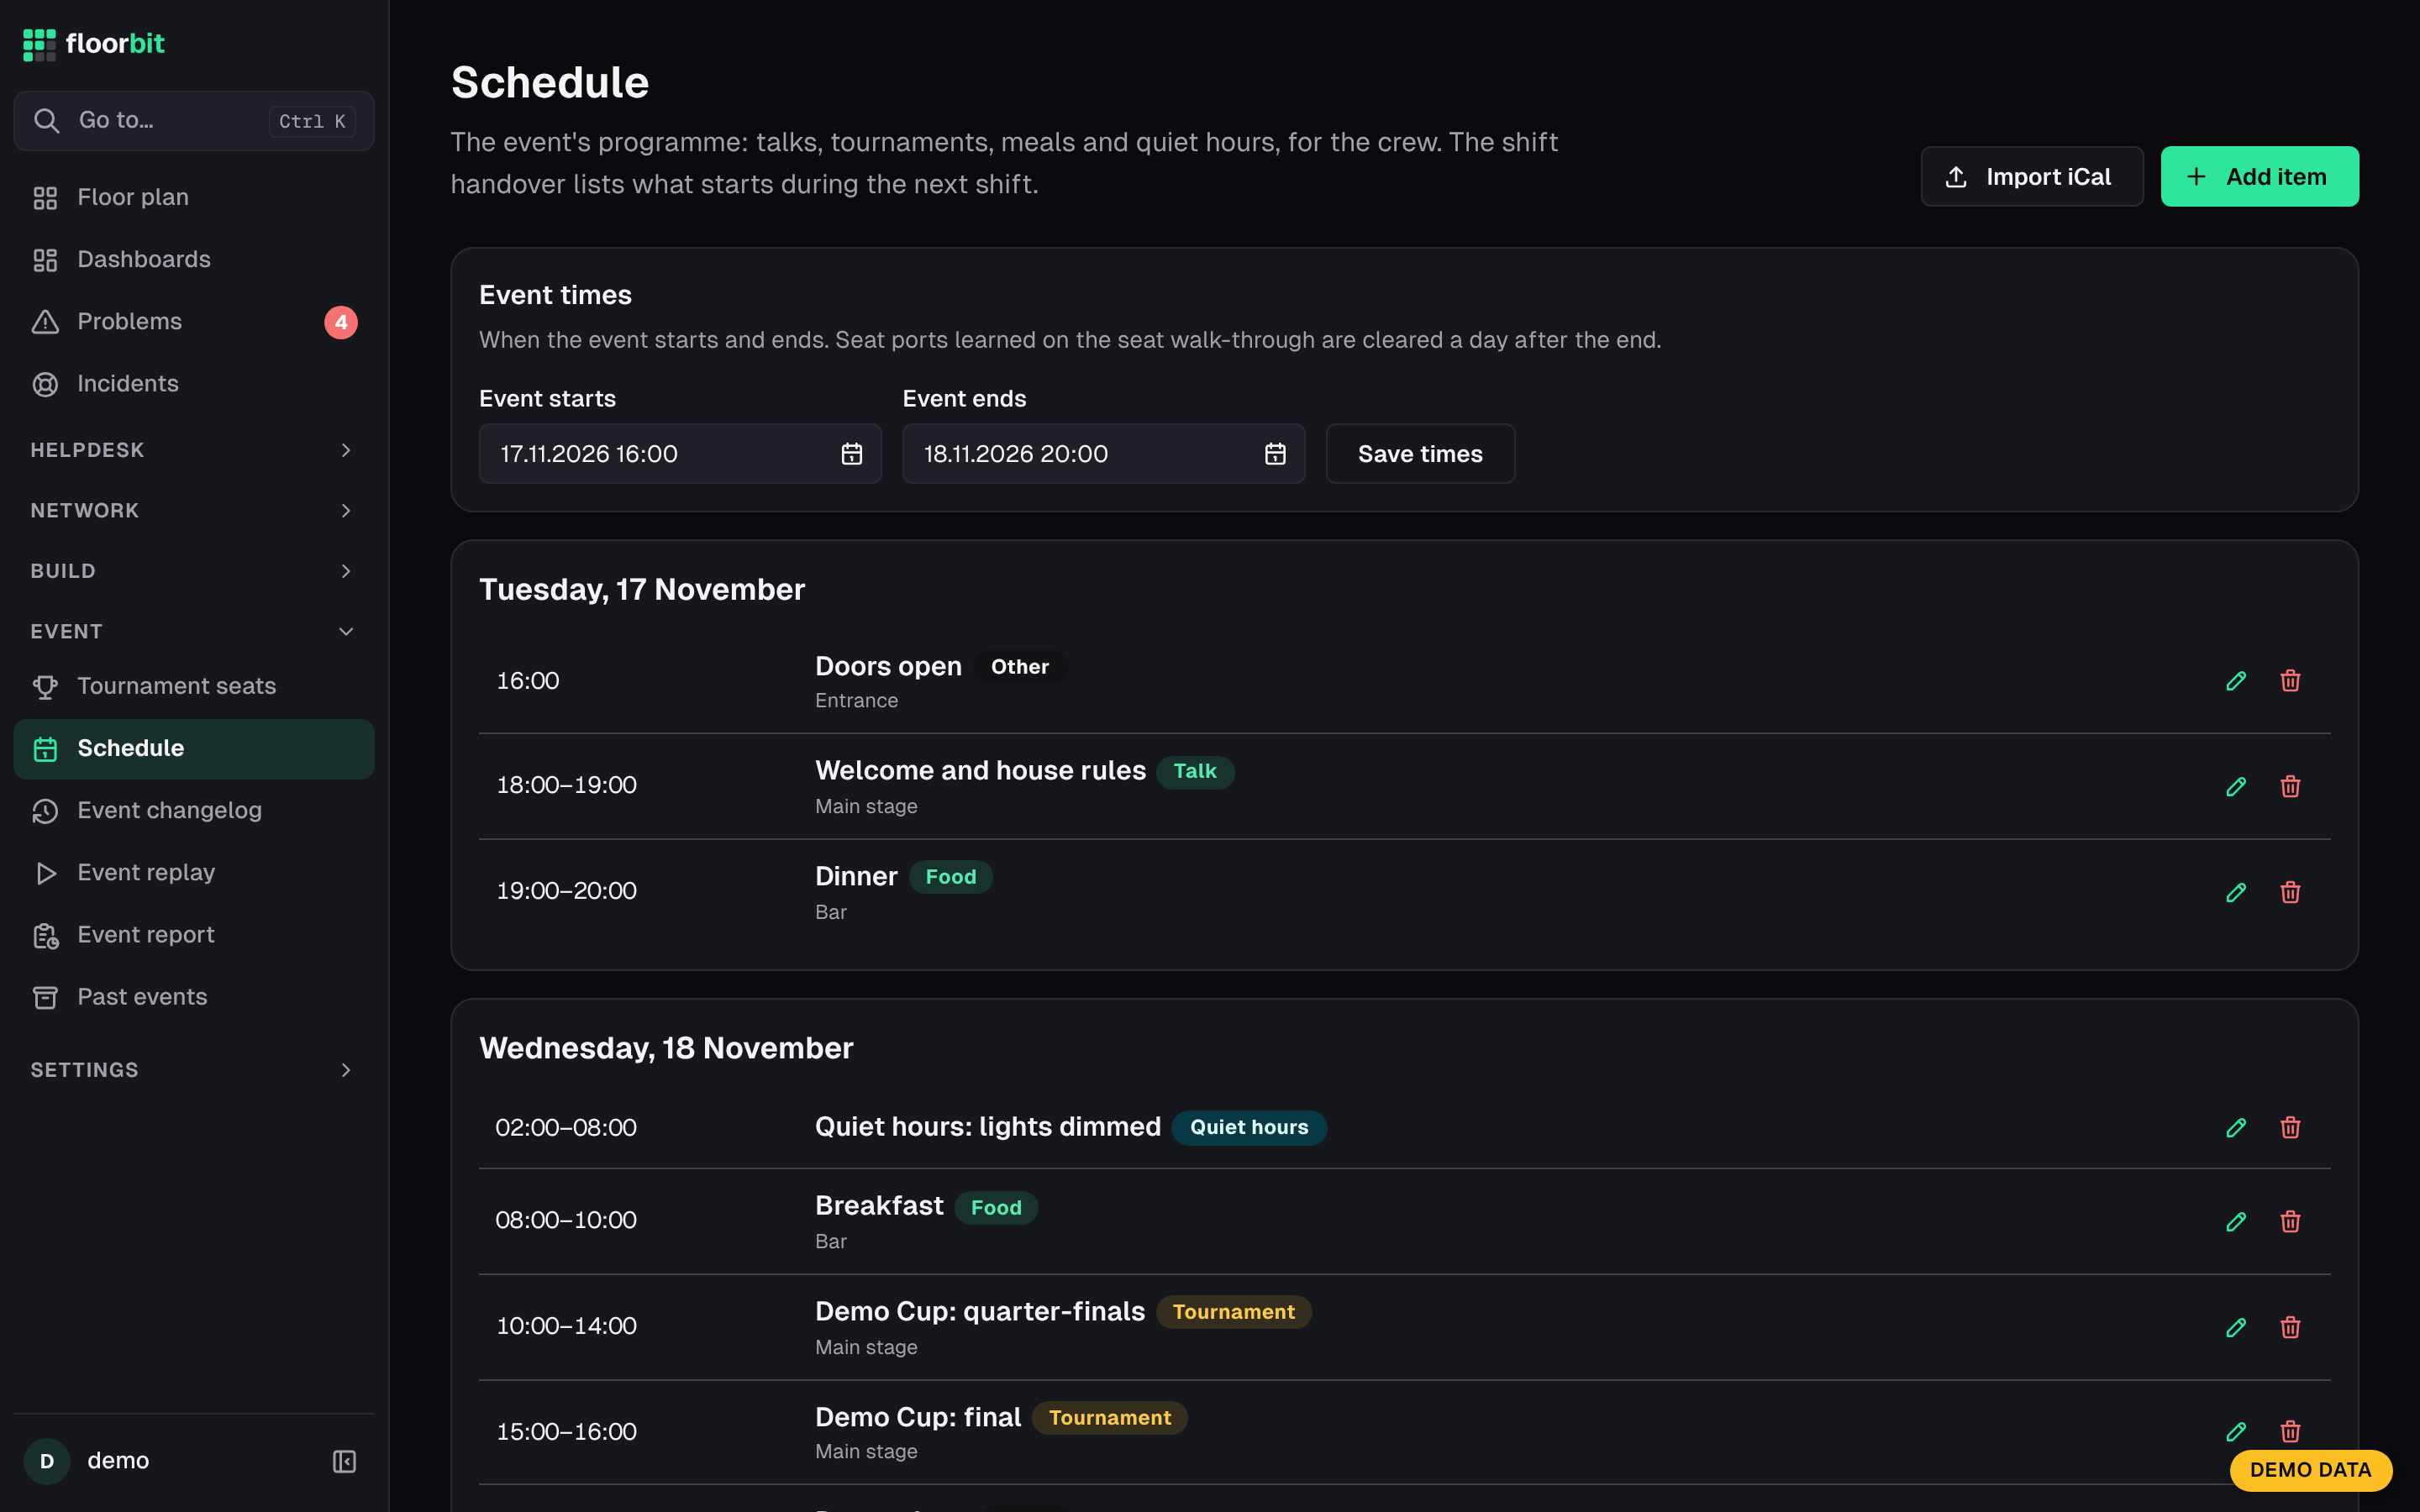 floorbit
Go to...
Ctrl K
Floor plan
Dashboards
Problems
4
Incidents
HELPDESK
NETWORK
BUILD
EVENT
Tournament seats
Schedule
Event changelog
Event replay
Event report
Past events
SETTINGS
D
demo
Schedule
The event's programme: talks, tournaments, meals and quiet hours, for the crew. The shift
handover lists what starts during the next shift.
Import iCal
Add item
Event times
When the event starts and ends. Seat ports learned on the seat walk-through are cleared a day after the end.
Event starts
Event ends
17.11.2026 16:00
18.11.2026 20:00
Save times
Tuesday, 17 November
16:00
Doors open
Other
Entrance
18:00–19:00
Welcome and house rules
Talk
Main stage
19:00–20:00
Dinner
Food
Bar
Wednesday, 18 November
02:00–08:00
Quiet hours: lights dimmed
Quiet hours
08:00–10:00
Breakfast
Food
Bar
10:00–14:00
Demo Cup: quarter-finals
Tournament
Main stage
15:00–16:00
Demo Cup: final
Tournament
Main stage
DEMO DATA